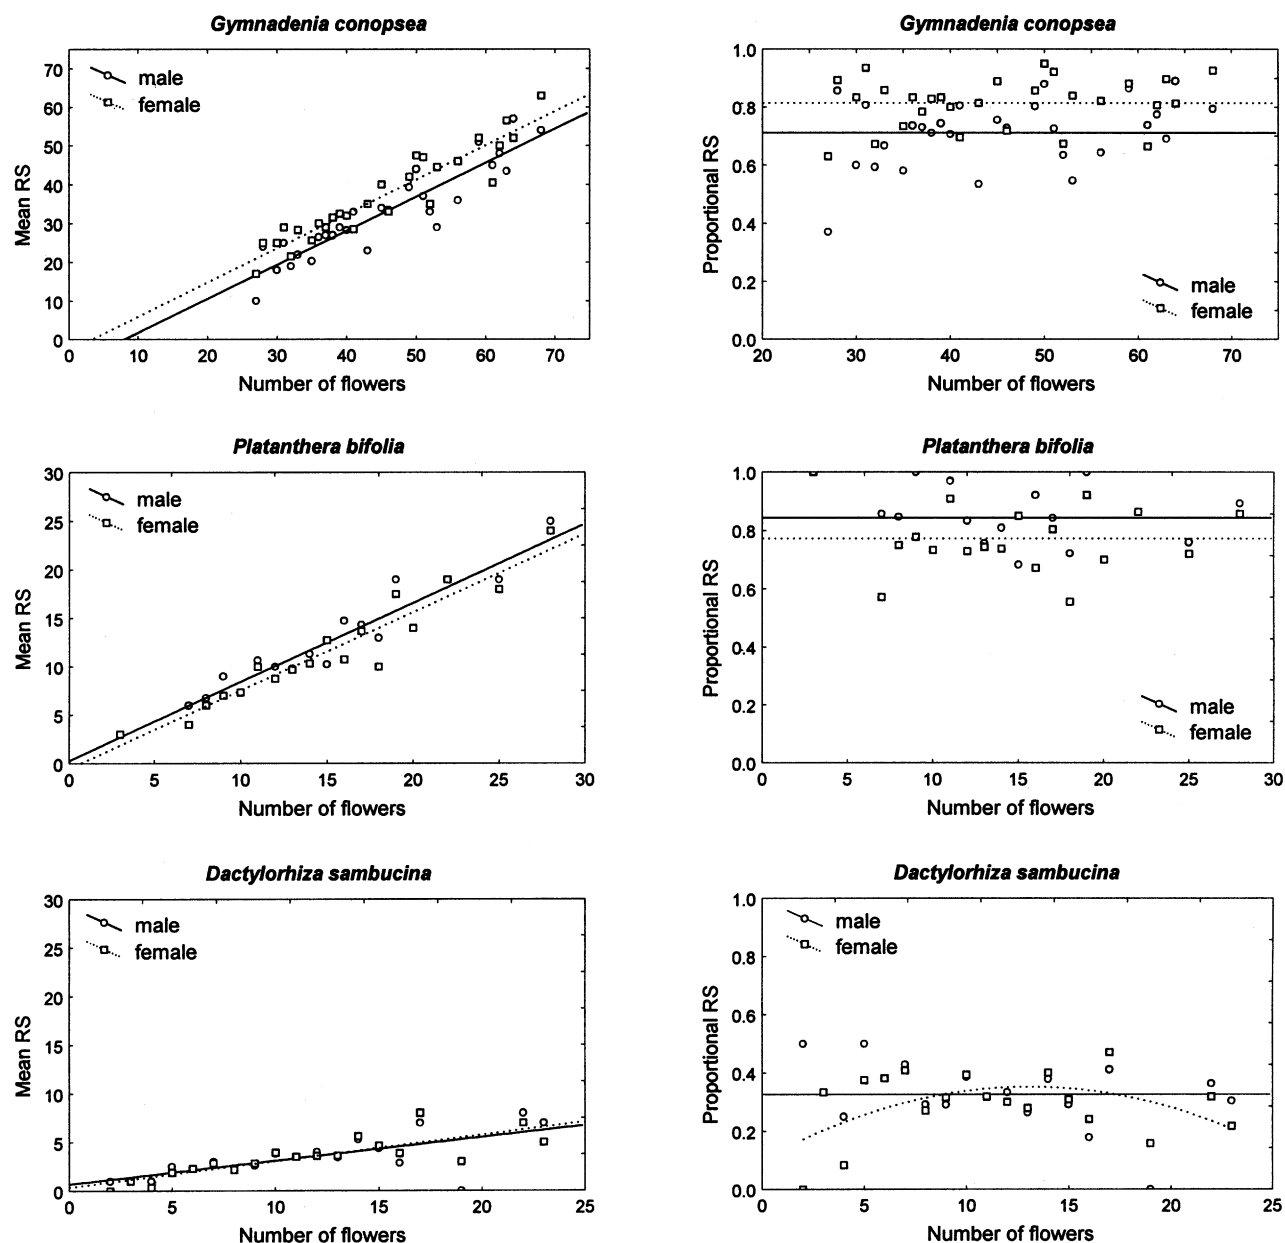 Gymnadenia conopsea
male
female
Mean RS
70
60
50
40
30
20
10
0
0 10 20 30 40 50 60 70
Number of flowers
Gymnadenia conopsea
Proportional RS
1.0
0.8
0.6
0.4
0.2
0.0
male
female
20 30 40 50 60 70
Number of flowers
Platanthera bifolia
male
female
Mean RS
30
25
20
15
10
5
0
0 5 10 15 20 25 30
Number of flowers
Platanthera bifolia
Proportional RS
1.0
0.8
0.6
0.4
0.2
0.0
male
female
0 5 10 15 20 25 30
Number of flowers
Dactylorhiza sambucina
male
female
Mean RS
30
25
20
15
10
5
0
0 5 10 15 20 25
Number of flowers
Dactylorhiza sambucina
male
female
Proportional RS
1.0
0.8
0.6
0.4
0.2
0.0
0 5 10 15 20 25
Number of flowers